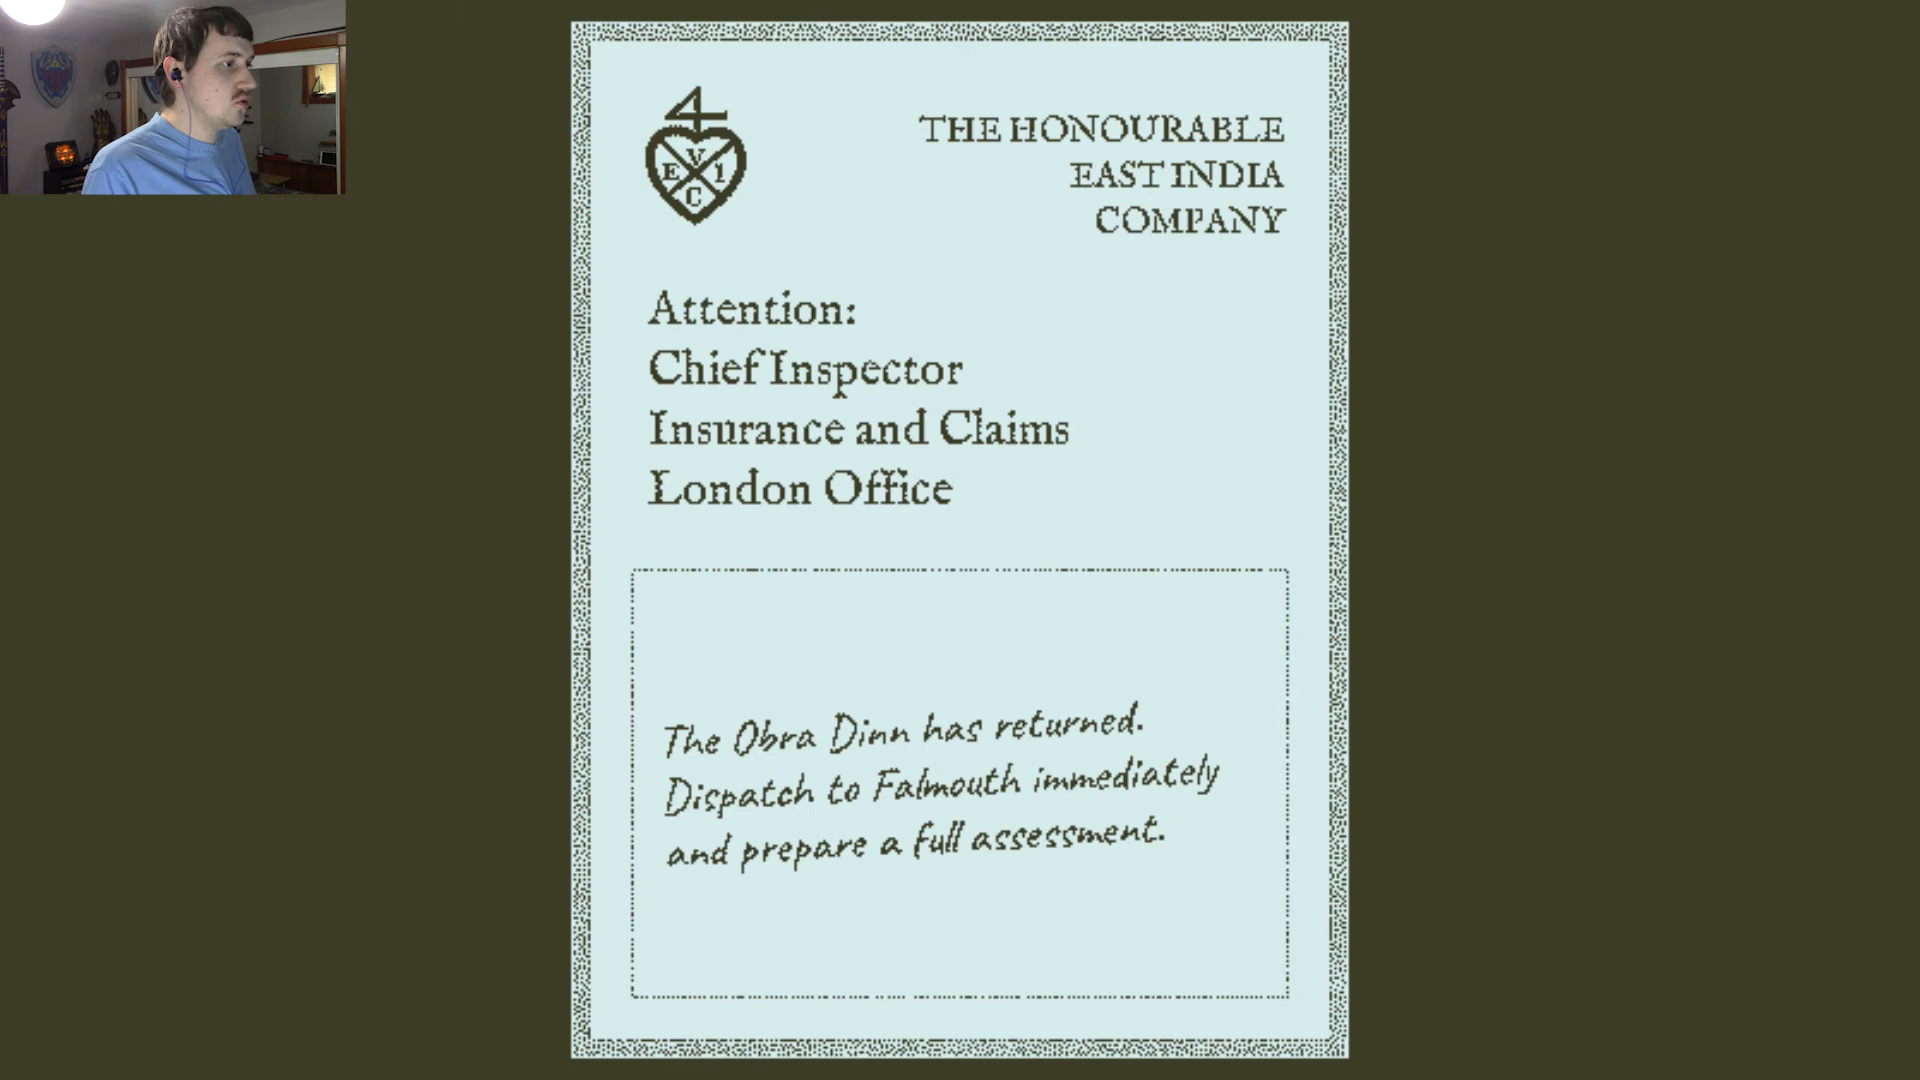 4
V
E I
C
THE HONOURABLE
EAST INDIA
COMPANY
Attention:
Chief Inspector
Insurance and Claims
London Office
The Obra Dinn has returned.
Dispatch to Falmouth immediately
and prepare a full assessment.